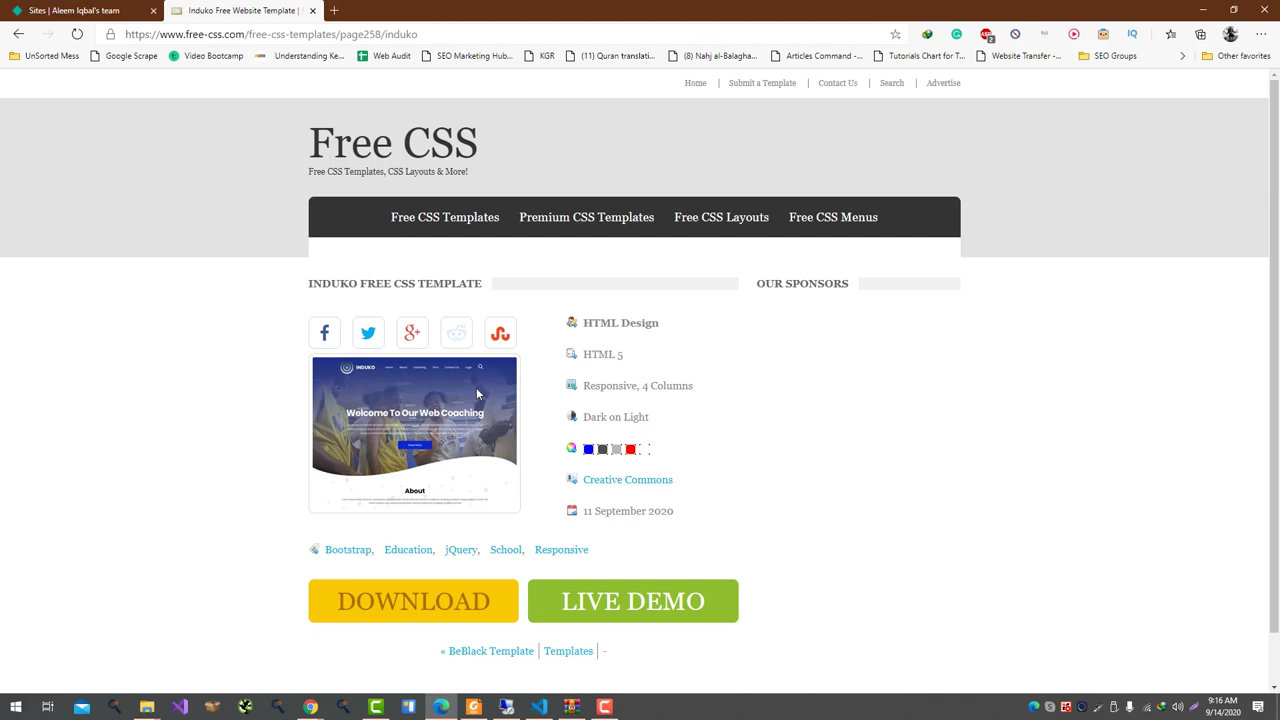 Sites | Aleem Iqbal's team
Induko Free Website Template |
https://www.free-css.com/free-css-templates/page258/induko
UnSorted Mess
Google Scrape
Video Bootcamp
Understanding Ke...
Web Audit
SEO Marketing Hub...
KGR
(11) Quran translati...
(8) Nahj al-Balagha...
Articles Command -...
Tutorials Chart for T...
Website Transfer -...
SEO Groups
Other favorites
Home
Submit a Template
Contact Us
Search
Advertise
Free CSS
Free CSS Templates, CSS Layouts & More!
Free CSS Templates
Premium CSS Templates
Free CSS Layouts
Free CSS Menus
INDUKO FREE CSS TEMPLATE
OUR SPONSORS
HTML Design
HTML 5
Responsive, 4 Columns
Dark on Light
Creative Commons
11 September 2020
INDUKO
Welcome To Our Web Coaching
About
Bootstrap, Education, jQuery, School, Responsive
DOWNLOAD
LIVE DEMO
« BeBlack Template
Templates
-
9:16 AM
9/14/2020